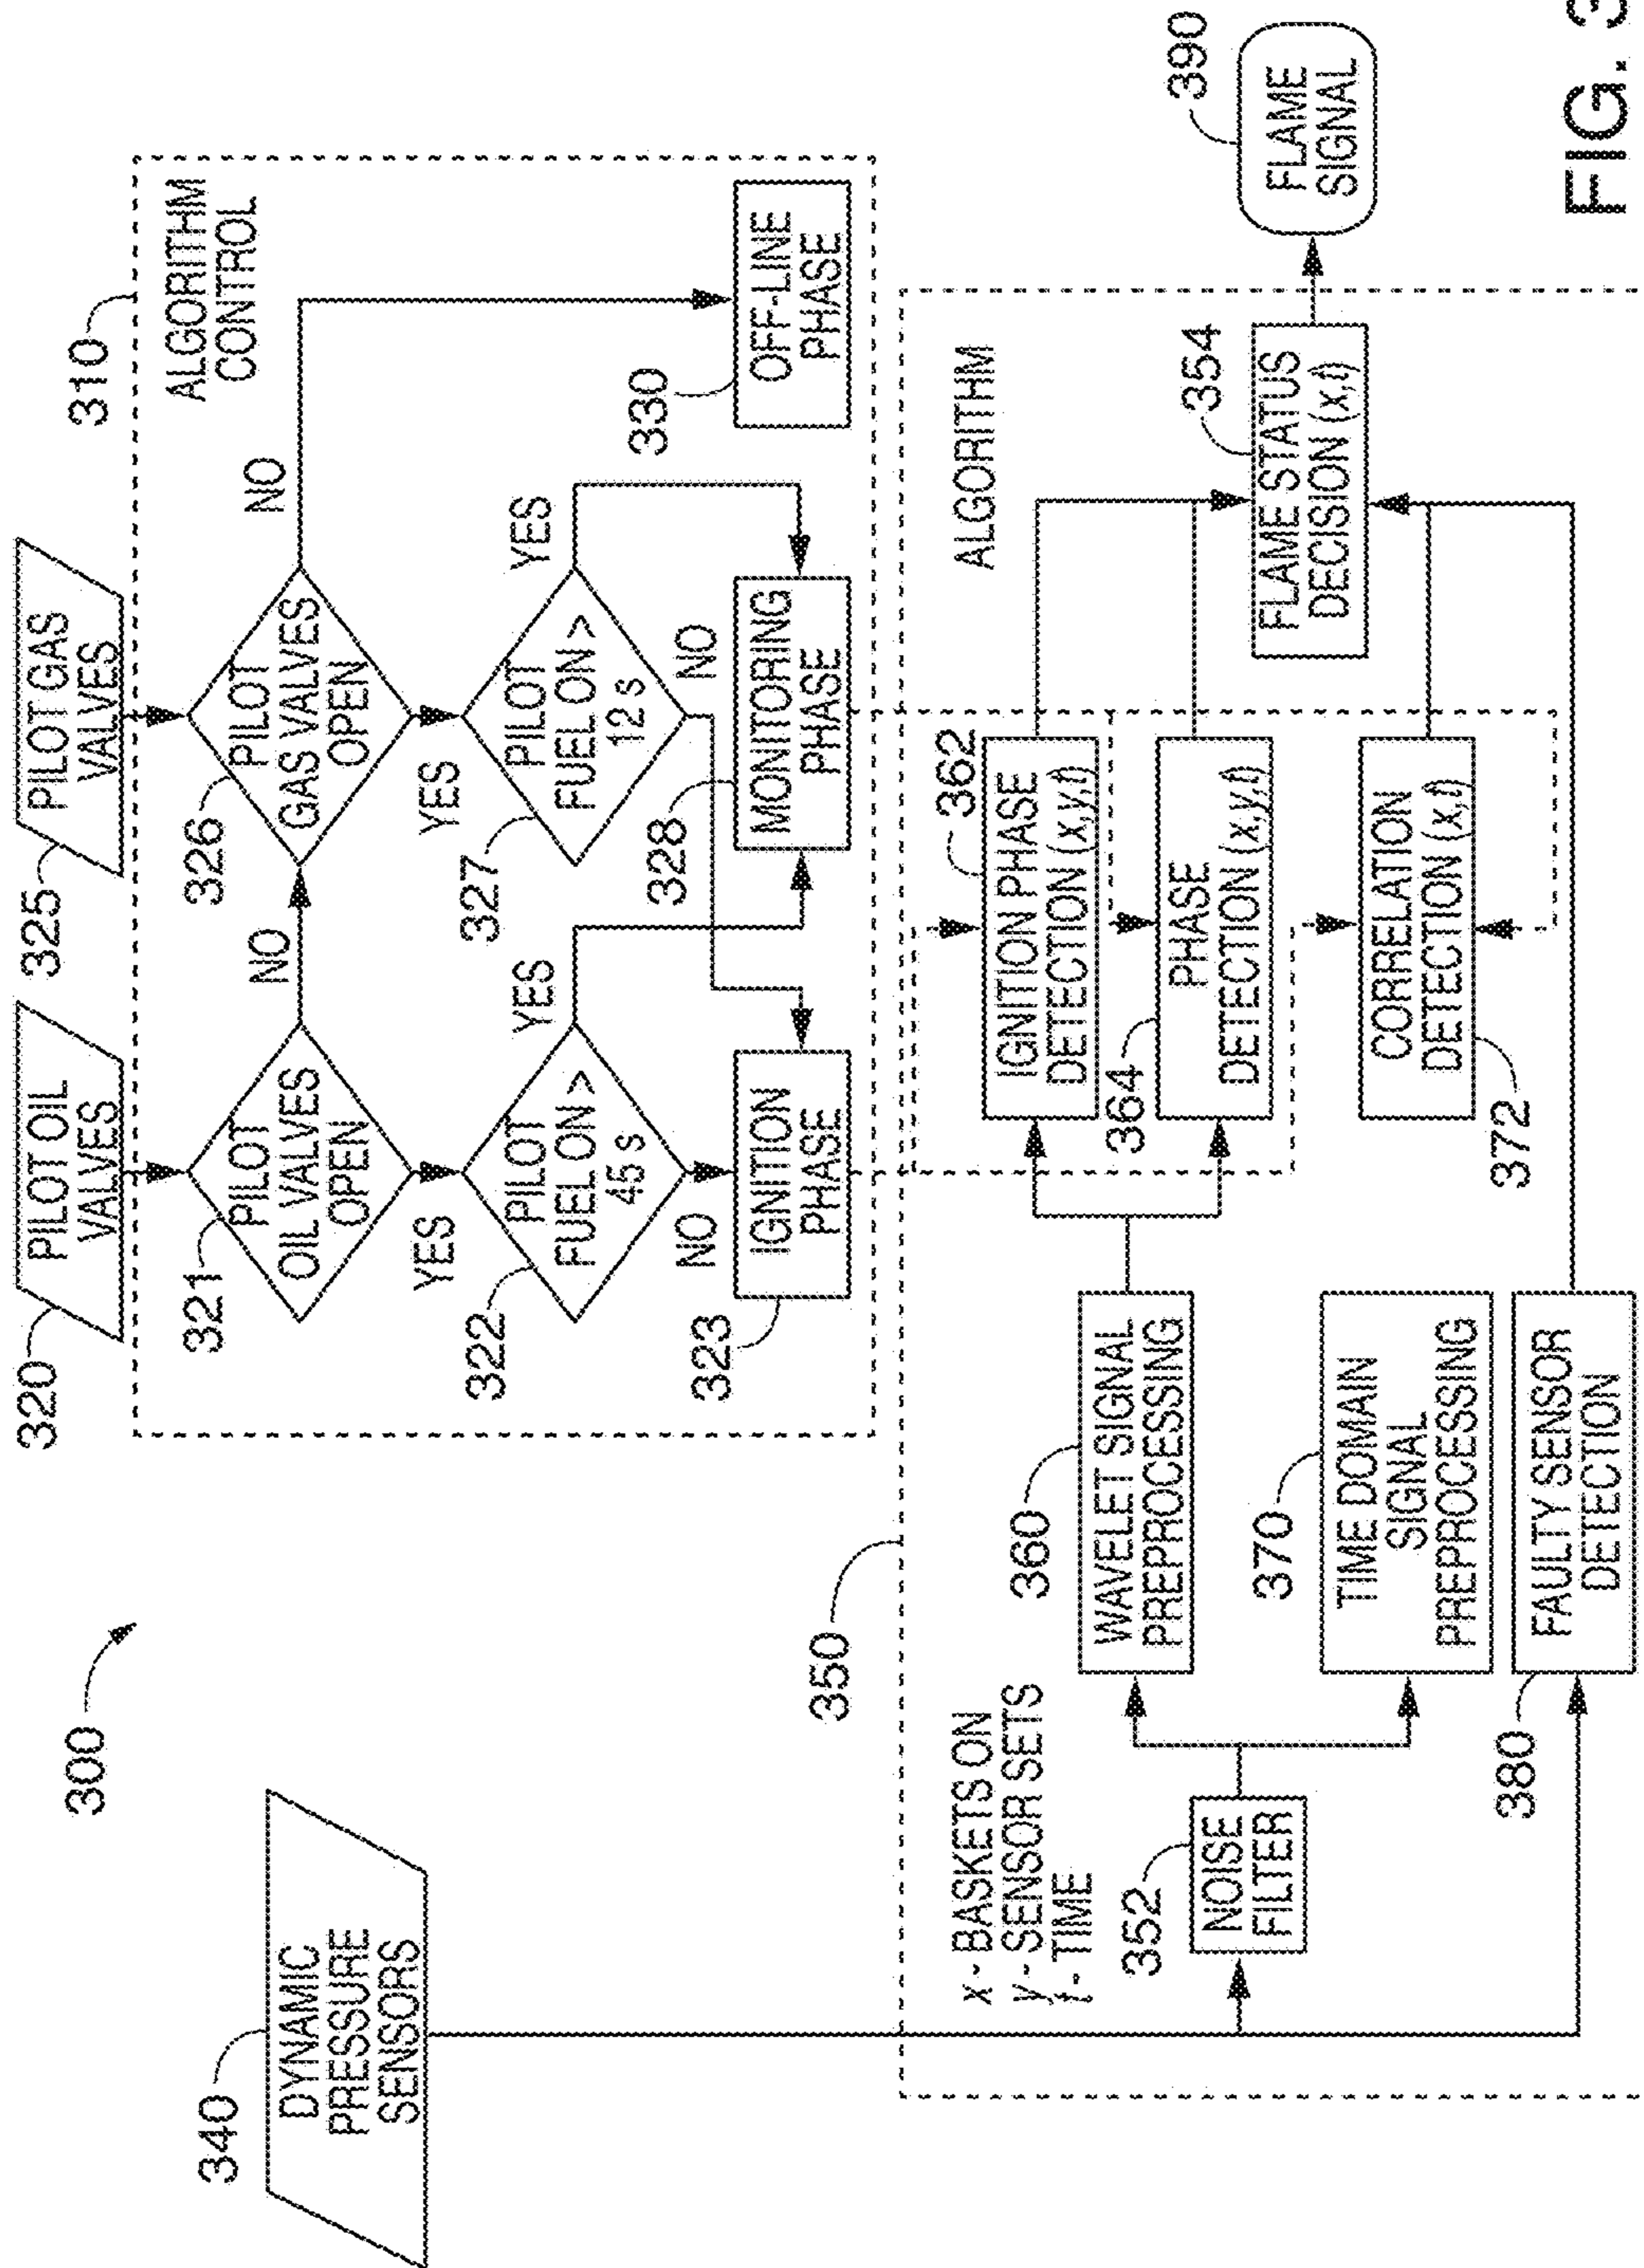 300
340
DYNAMIC
PRESSURE
SENSORS
320
PILOT OIL
VALVES
325
PILOT GAS
VALVES
310
ALGORITHM
CONTROL
321
PILOT
OIL VALVES
OPEN
NO
326
PILOT
GAS VALVES
OPEN
NO
YES
322
PILOT
FUEL ON >
45 s
YES
YES
327
PILOT
FUEL ON >
12 s
YES
NO
323
IGNITION
PHASE
NO
328
MONITORING
PHASE
330
OFF-LINE
PHASE
350
ALGORITHM
x - BASKETS ON
y - SENSOR SETS
t - TIME
352
NOISE
FILTER
360
WAVELET SIGNAL
PREPROCESSING
370
TIME DOMAIN
SIGNAL
PREPROCESSING
380
FAULTY SENSOR
DETECTION
362
IGNITION PHASE
DETECTION (x,y,t)
364
PHASE
DETECTION (x,y,t)
CORRELATION
DETECTION (x,t)
372
354
FLAME STATUS
DECISION (x,t)
390
FLAME
SIGNAL
FIG. 3